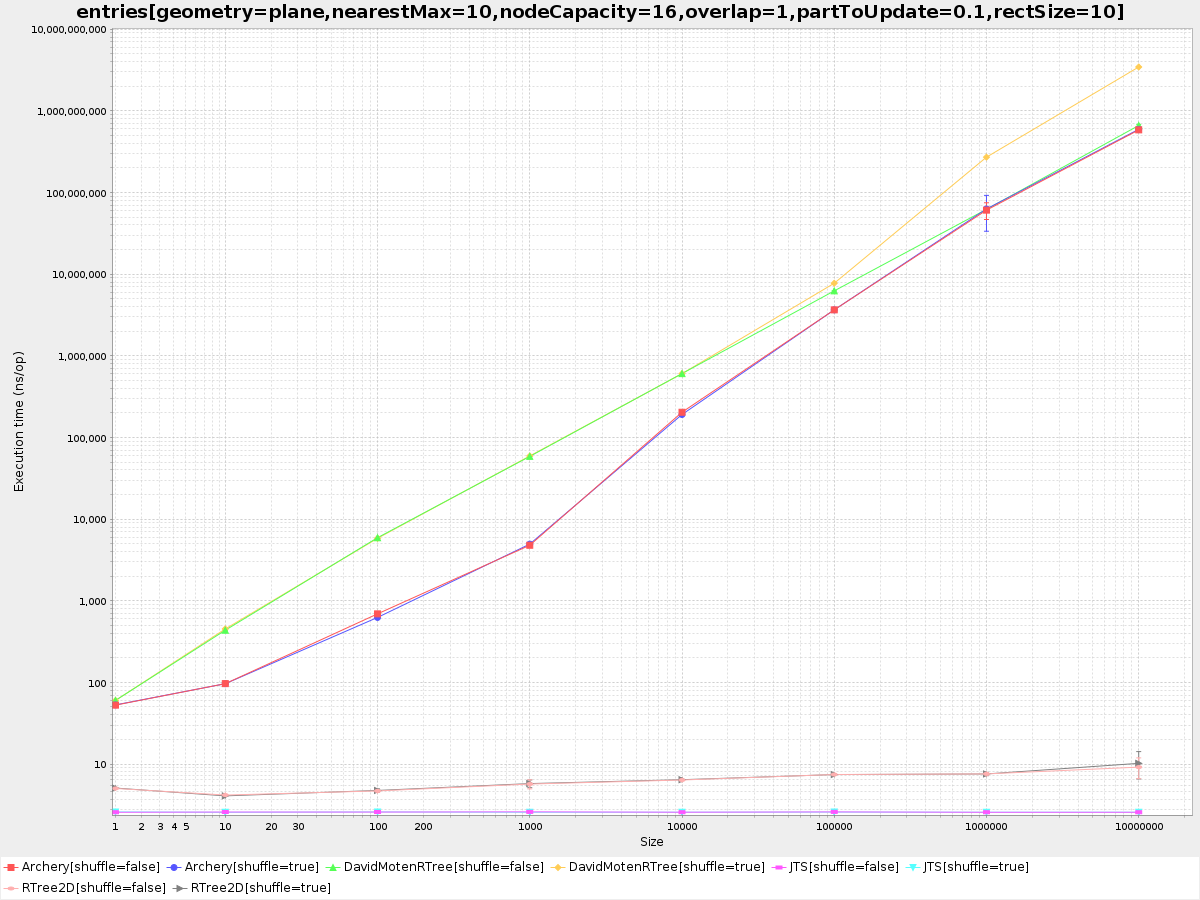 entries[geometry=plane,nearestMax=10,nodeCapacity=16,overlap=1,partToUpdate=0.1,rectSize=10]
10,000,000,000
1,000,000,000
100,000,000
10,000,000
1,000,000
100,000
10,000
1,000
100
10
Execution time (ns/op)
1 2 3 4 5 10 20 30 100 200 1000 10000 100000 1000000 10000000
Size
Archery[shuffle=false] Archery[shuffle=true] DavidMotenRTree[shuffle=false] DavidMotenRTree[shuffle=true] JTS[shuffle=false] JTS[shuffle=true]
RTree2D[shuffle=false] RTree2D[shuffle=true]